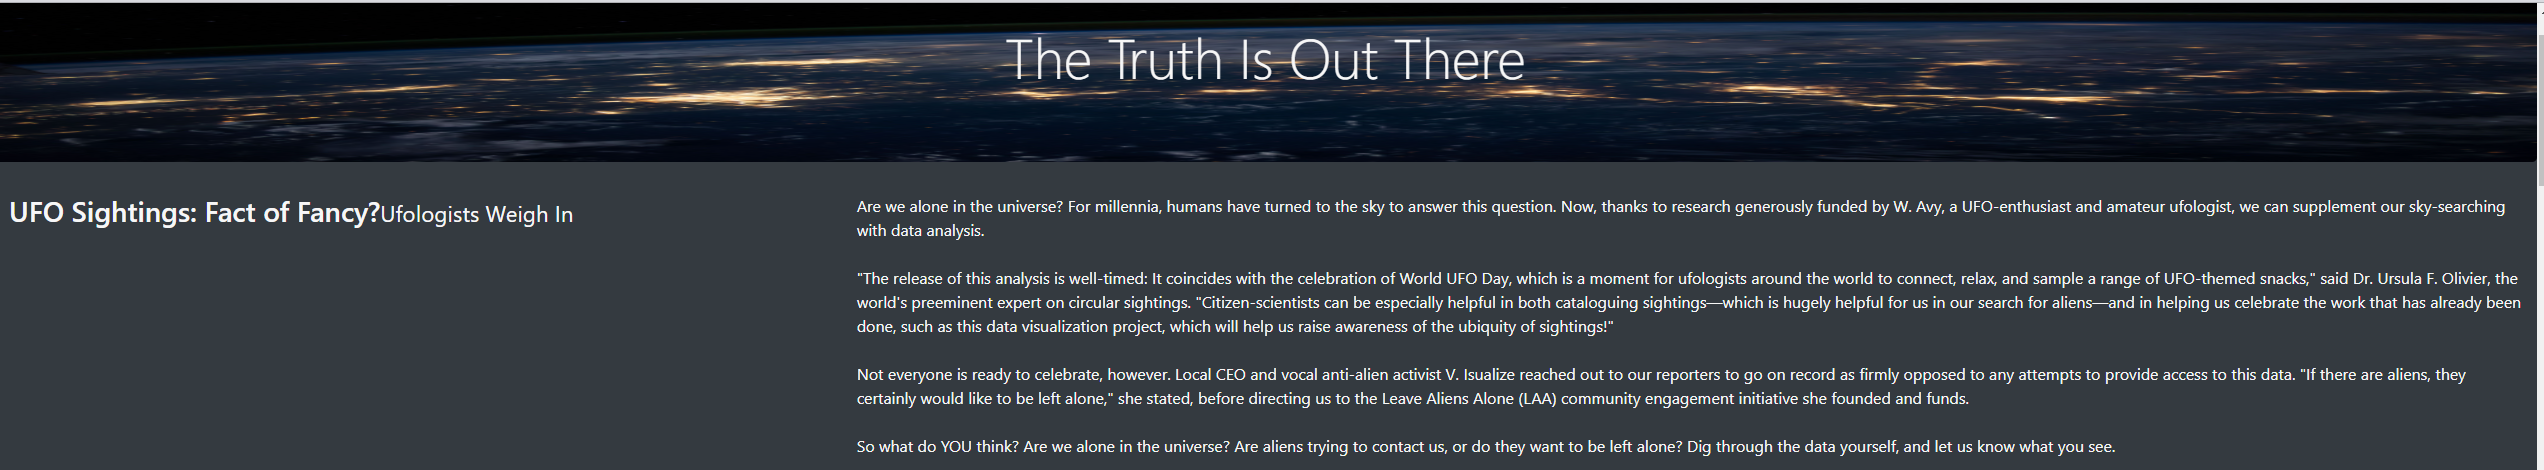 The Truth Is Out There
UFO Sightings: Fact of Fancy?Ufologists Weigh In
Are we alone in the universe? For millennia, humans have turned to the sky to answer this question. Now, thanks to research generously funded by W. Avy, a UFO-enthusiast and amateur ufologist, we can supplement our sky-searching
with data analysis.
"The release of this analysis is well-timed: It coincides with the celebration of World UFO Day, which is a moment for ufologists around the world to connect, relax, and sample a range of UFO-themed snacks," said Dr. Ursula F. Olivier, the
world's preeminent expert on circular sightings. "Citizen-scientists can be especially helpful in both cataloguing sightings—which is hugely helpful for us in our search for aliens—and in helping us celebrate the work that has already been
done, such as this data visualization project, which will help us raise awareness of the ubiquity of sightings!"
Not everyone is ready to celebrate, however. Local CEO and vocal anti-alien activist V. Isualize reached out to our reporters to go on record as firmly opposed to any attempts to provide access to this data. "If there are aliens, they
certainly would like to be left alone," she stated, before directing us to the Leave Aliens Alone (LAA) community engagement initiative she founded and funds.
So what do YOU think? Are we alone in the universe? Are aliens trying to contact us, or do they want to be left alone? Dig through the data yourself, and let us know what you see.